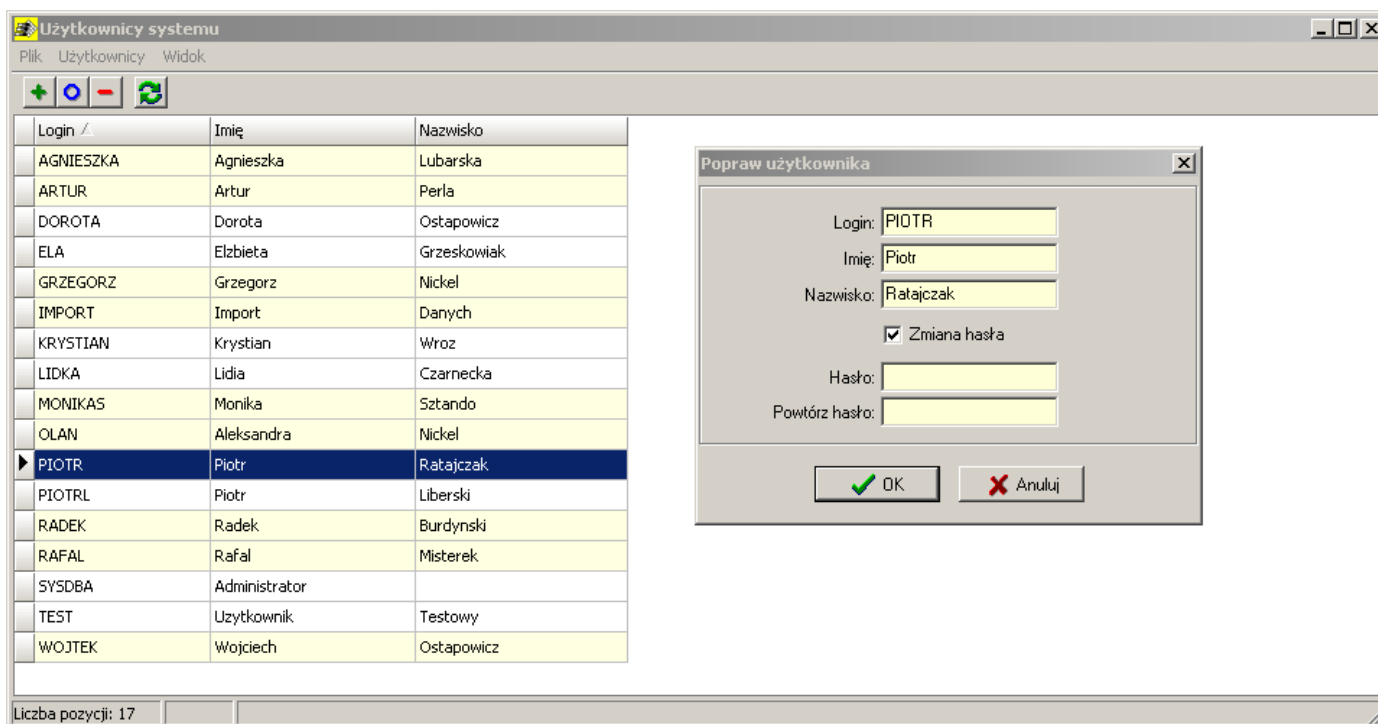 Użytkownicy systemu
Plik Użytkownicy Widok
Login Imię Nazwisko
AGNIESZKA Agnieszka Lubarska
ARTUR Artur Perla
DOROTA Dorota Ostapowicz
ELA Elzbieta Grzeskowiak
GRZEGORZ Grzegorz Nickel
IMPORT Import Danych
KRYSTIAN Krystian Wroz
LIDKA Lidia Czarnecka
MONIKAS Monika Sztando
OLAN Aleksandra Nickel
PIOTR Piotr Ratajczak
PIOTRL Piotr Liberski
RADEK Radek Burdynski
RAFAL Rafal Misterek
SYSDBA Administrator
TEST Uzytkownik Testowy
WOJTEK Wojciech Ostapowicz
Liczba pozycji: 17
Popraw użytkownika
Login: PIOTR
Imię: Piotr
Nazwisko: Ratajczak
Zmiana hasła
Hasło:
Powtórz hasło:
OK Anuluj